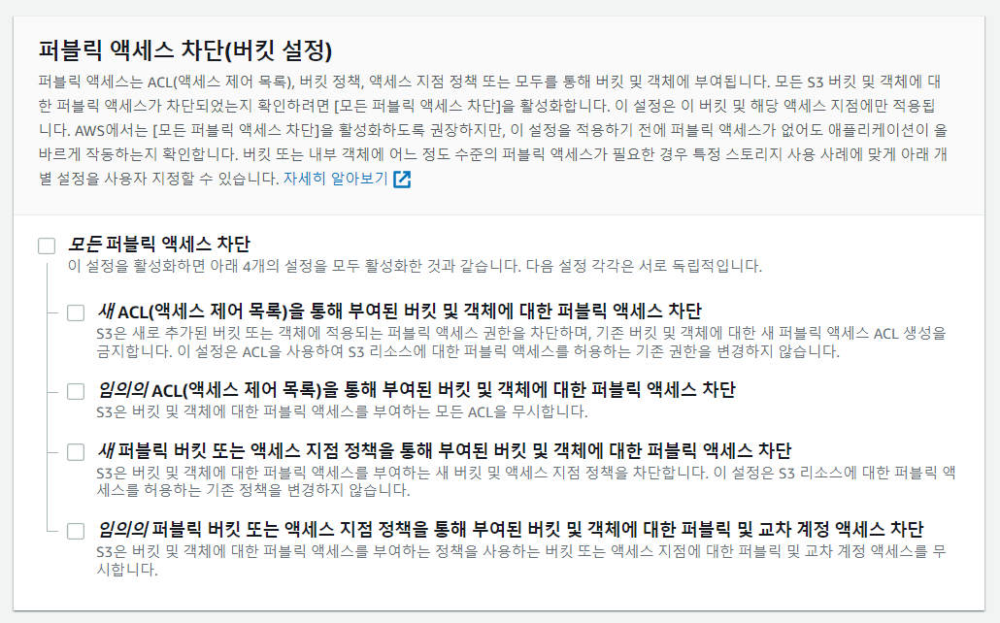 퍼블릭 액세스 차단(버킷 설정)
퍼블릭 액세스는 ACL(액세스 제어 목록), 버킷 정책, 액세스 지점 정책 또는 모두를 통해 버킷 및 객체에 부여됩니다. 모든 S3 버킷 및 객체에 대
한 퍼블릭 액세스가 차단되었는지 확인하려면 [모든 퍼블릭 액세스 차단]을 활성화합니다. 이 설정은 이 버킷 및 해당 액세스 지점에만 적용됩
니다. AWS에서는 [모든 퍼블릭 액세스 차단]을 활성화하도록 권장하지만, 이 설정을 적용하기 전에 퍼블릭 액세스가 없어도 애플리케이션이 올
바르게 작동하는지 확인합니다. 버킷 또는 내부 객체에 어느 정도 수준의 퍼블릭 액세스가 필요한 경우 특정 스토리지 사용 사례에 맞게 아래 개
별 설정을 사용자 지정할 수 있습니다. 자세히 알아보기
모든 퍼블릭 액세스 차단
이 설정을 활성화하면 아래 4개의 설정을 모두 활성화한 것과 같습니다. 다음 설정 각각은 서로 독립적입니다.
새 ACL(액세스 제어 목록)을 통해 부여된 버킷 및 객체에 대한 퍼블릭 액세스 차단
S3은 새로 추가된 버킷 또는 객체에 적용되는 퍼블릭 액세스 권한을 차단하며, 기존 버킷 및 객체에 대한 새 퍼블릭 액세스 ACL 생성을
금지합니다. 이 설정은 ACL을 사용하여 S3 리소스에 대한 퍼블릭 액세스를 허용하는 기존 권한을 변경하지 않습니다.
임의의 ACL(액세스 제어 목록)을 통해 부여된 버킷 및 객체에 대한 퍼블릭 액세스 차단
S3은 버킷 및 객체에 대한 퍼블릭 액세스를 부여하는 모든 ACL을 무시합니다.
새 퍼블릭 버킷 또는 액세스 지점 정책을 통해 부여된 버킷 및 객체에 대한 퍼블릭 액세스 차단
S3은 버킷 및 객체에 대한 퍼블릭 액세스를 부여하는 새 버킷 및 액세스 지점 정책을 차단합니다. 이 설정은 S3 리소스에 대한 퍼블릭 액
세스를 허용하는 기존 정책을 변경하지 않습니다.
임의의 퍼블릭 버킷 또는 액세스 지점 정책을 통해 부여된 버킷 및 객체에 대한 퍼블릭 및 교차 계정 액세스 차단
S3은 버킷 및 객체에 대한 퍼블릭 액세스를 부여하는 정책을 사용하는 버킷 또는 액세스 지점에 대한 퍼블릭 및 교차 계정 액세스를 무
시합니다.